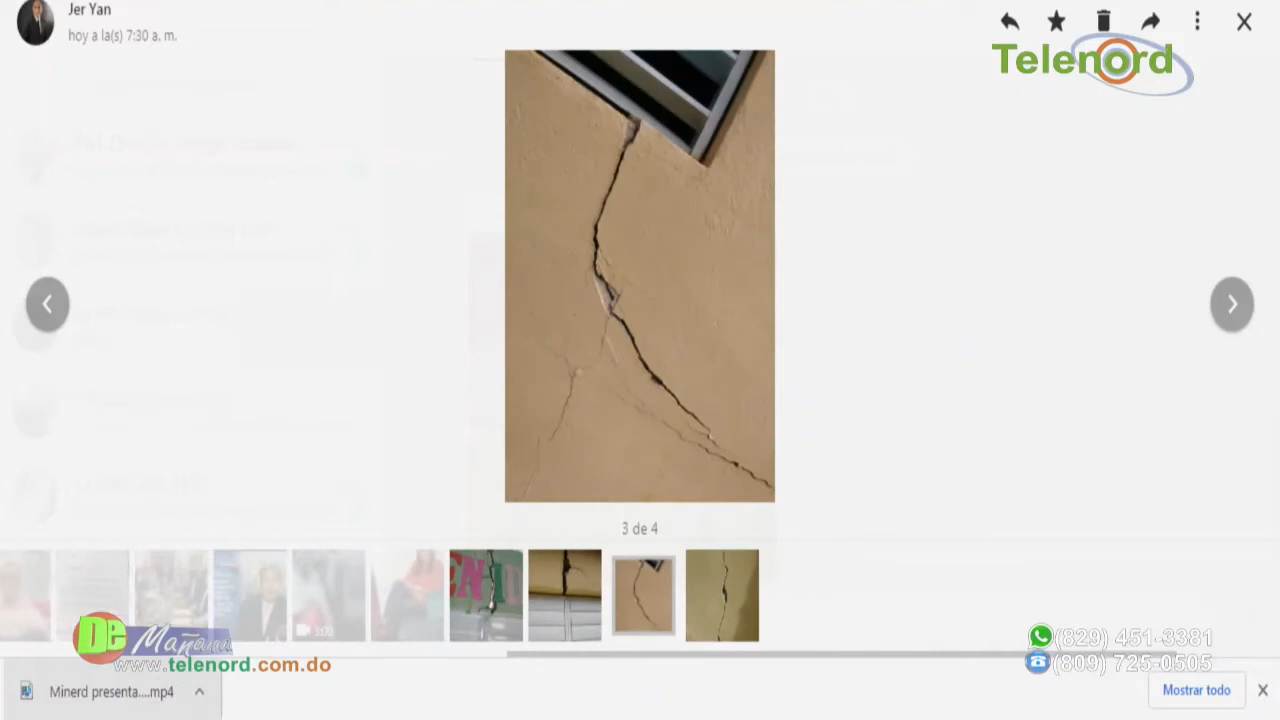 Jer Yan
hoy a la(s) 7:30 a. m.
Telenord
3 de 4
EN I
De Mañana
www.telenord.com.do
(829) 451-3381
(809) 725-0505
Minerd presenta....mp4
Mostrar todo